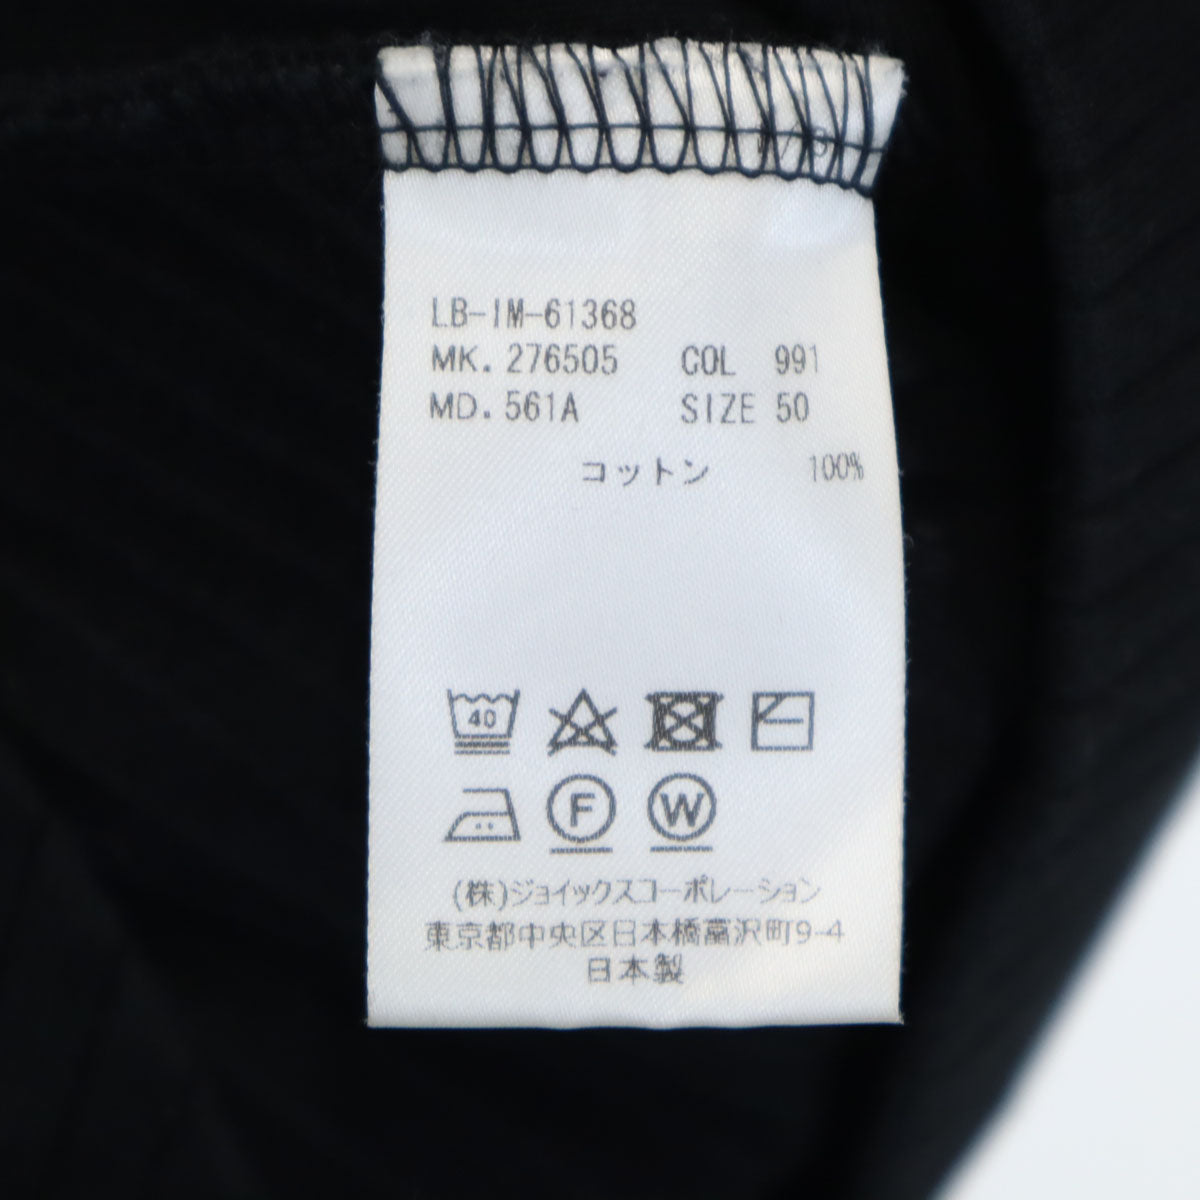 LB-IM-61368
MK. 276505 COL 991
MD. 561A SIZE 50
コットン 100%
40
F W
(株)ジョイックスコーポレーション
東京都中央区日本橋富沢町9-4
日本製